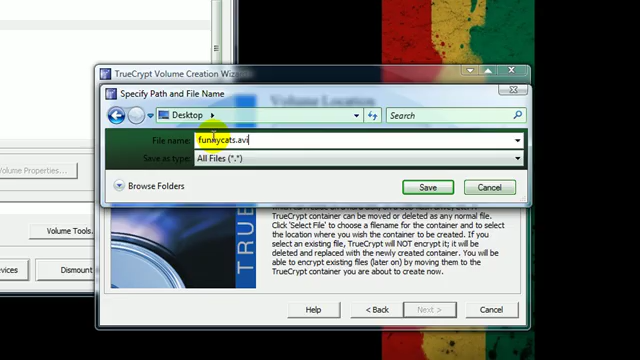 TrueCrypt Volume Creation Wizard
Specify Path and File Name
Volume Location
Desktop
Search
File name:
funnycats.avi
Save as type:
All Files (*.*)
Volume Properties...
Browse Folders
Save
Cancel
TrueCrypt container can be moved or deleted as any normal file.
Click 'Select File' to choose a filename for the container and to
select the location where you wish the container to be created. If you
select an existing file, TrueCrypt will NOT encrypt it; it will be
deleted and replaced with the newly created container. You will be
able to encrypt existing files (later on) by moving them to the
TrueCrypt container you are about to create now.
TRUE
Volume Tools..
Dismount
Help
< Back
Next >
Cancel